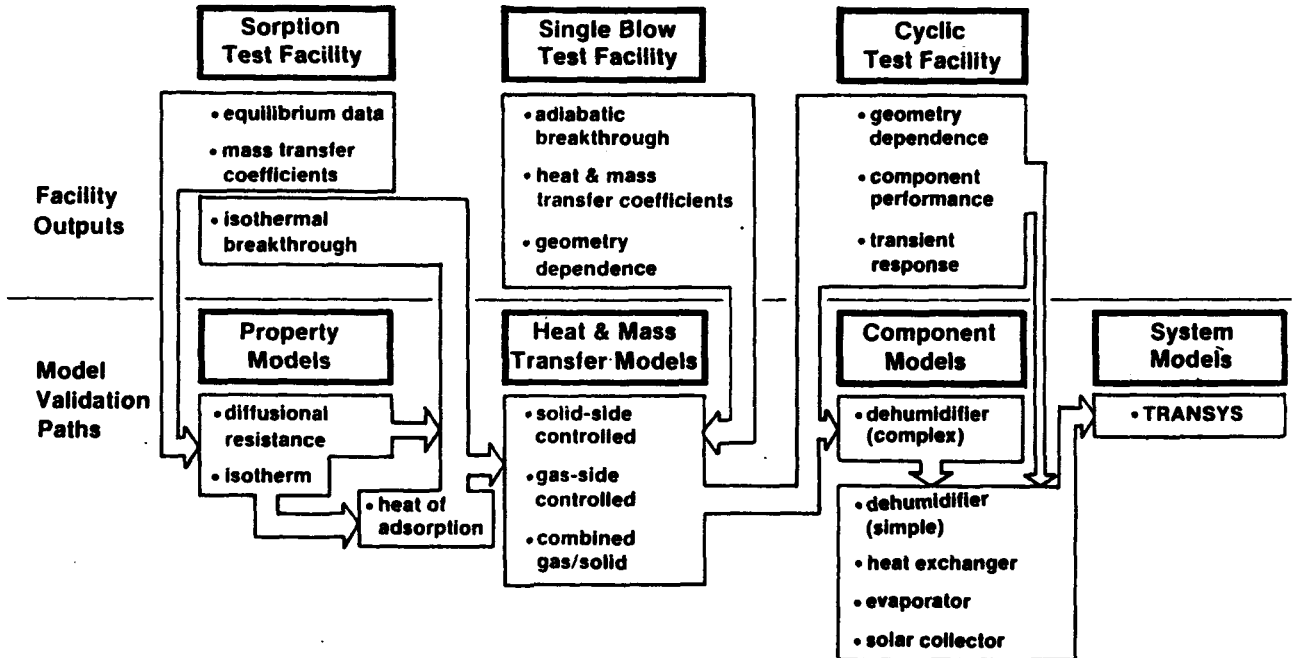 Sorption
Test Facility
Single Blow
Test Facility
Cyclic
Test Facility
Facility
Outputs
• equilibrium data
• mass transfer
coefficients
• isothermal
breakthrough
• adiabatic
breakthrough
• heat & mass
transfer coefficients
• geometry
dependence
• geometry
dependence
• component
performance
• transient
response
Model
Validation
Paths
Property
Models
• diffusional
resistance
• isotherm
• heat of
adsorption
Heat & Mass
Transfer Models
• solid-side
controlled
• gas-side
controlled
• combined
gas/solid
Component
Models
• dehumidifier
(complex)
• dehumidifier
(simple)
• heat exchanger
• evaporator
• solar collector
System
Models
• TRANSYS